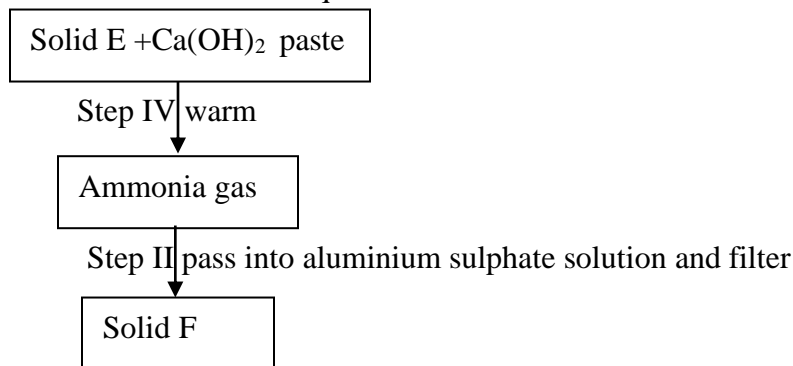 Solid E +Ca(OH)₂ paste
Step IV warm
Ammonia gas
Step II pass into aluminium sulphate solution and filter
Solid F